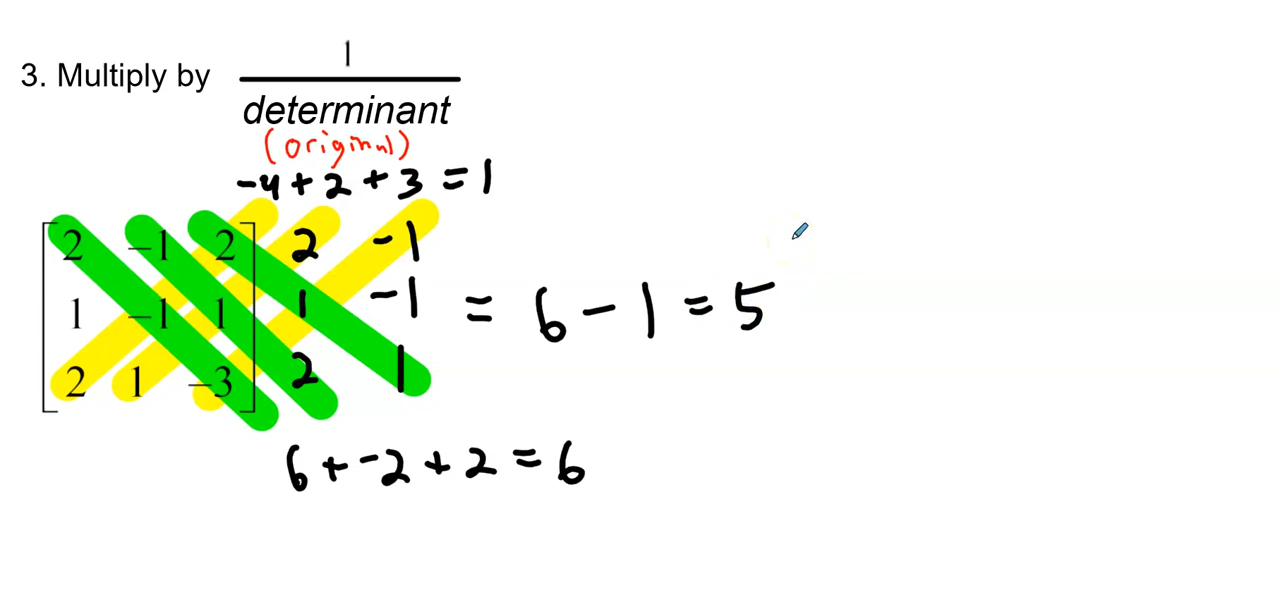 1
3. Multiply by
determinant
(original)
-4 + 2 + 3 = 1
2 -1 2 2 -1
1 -1 1 1 -1 = 6 - 1 = 5
2 1 -3 2 1
6 + -2 + 2 = 6